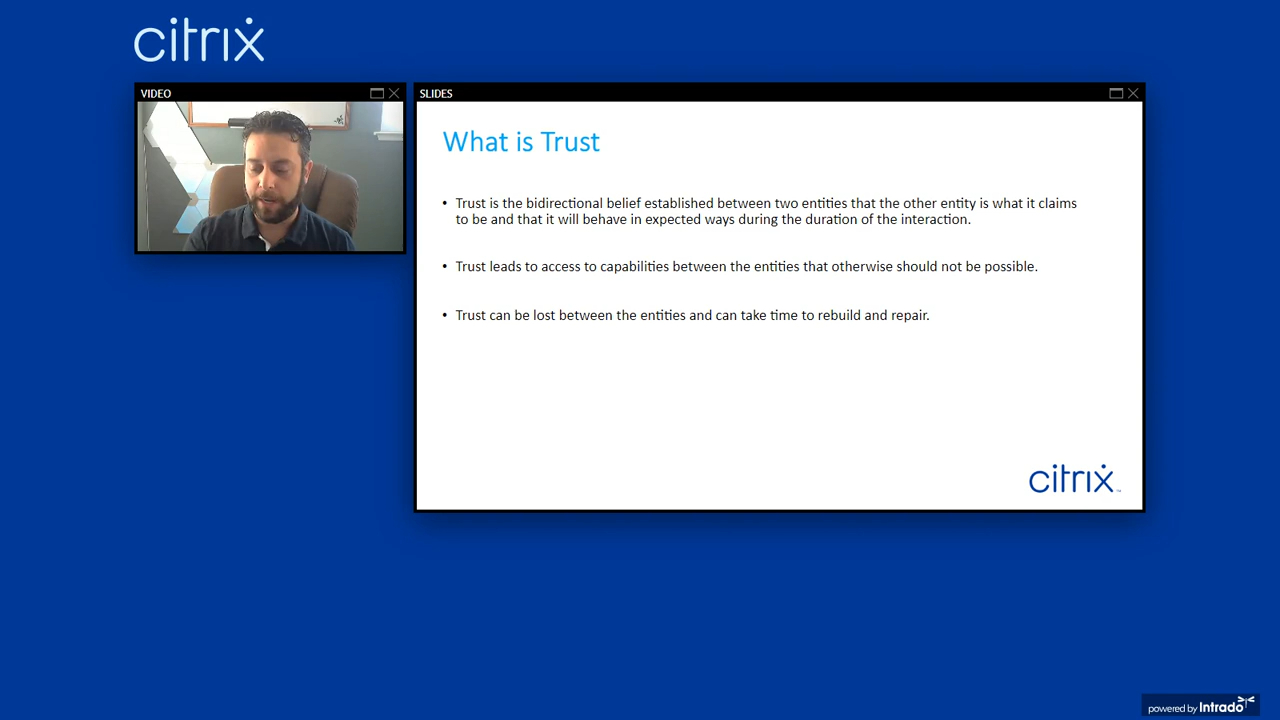 citrix
VIDEO
SLIDES
What is Trust
• Trust is the bidirectional belief established between two entities that the other entity is what it claims
to be and that it will behave in expected ways during the duration of the interaction.
• Trust leads to access to capabilities between the entities that otherwise should not be possible.
• Trust can be lost between the entities and can take time to rebuild and repair.
citrix
powered by Intrado